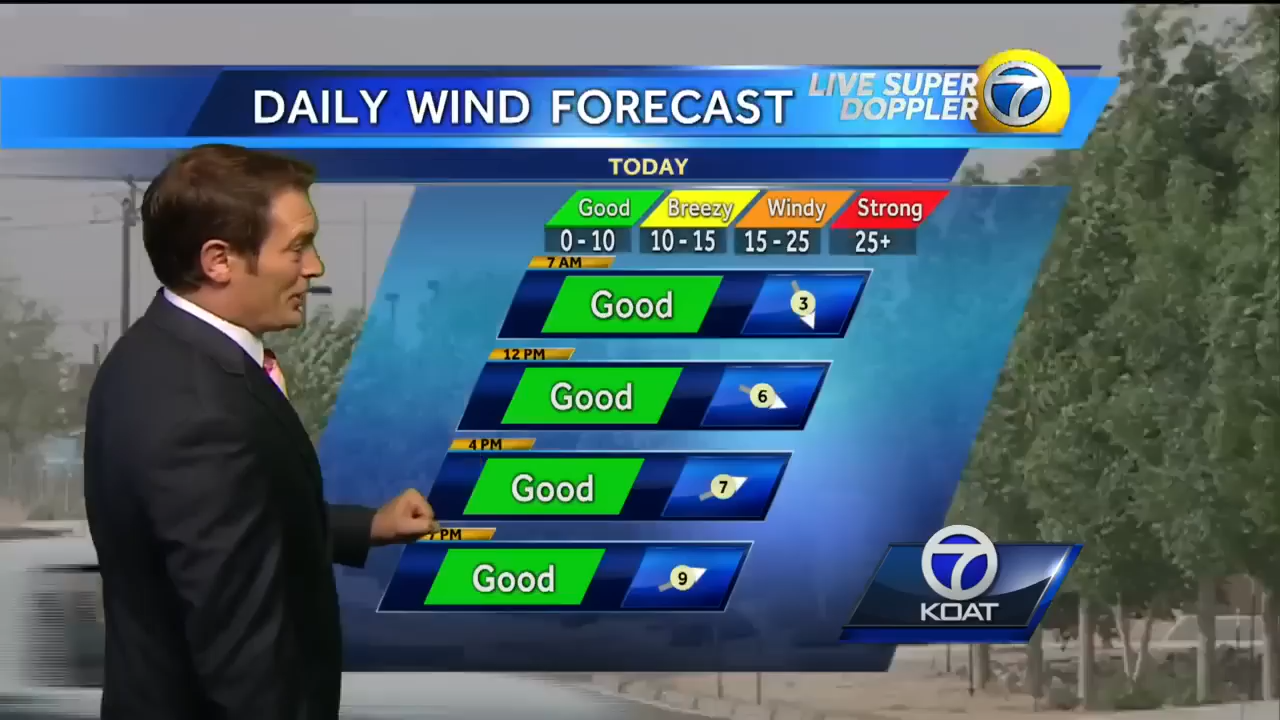 DAILY WIND FORECAST
LIVE SUPER
DOPPLER 7
TODAY
Good Breezy Windy Strong
0 - 10 10 - 15 15 - 25 25+
7 AM
Good 3
12 PM
Good 6
4 PM
Good 7
7 PM
Good 9
7
KOAT